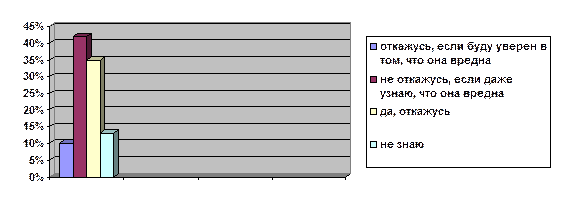 45%
40%
35%
30%
25%
20%
15%
10%
5%
0%
откажусь, если буду уверен в
том, что она вредна
не откажусь, если даже
узнаю, что она вредна
да, откажусь
не знаю